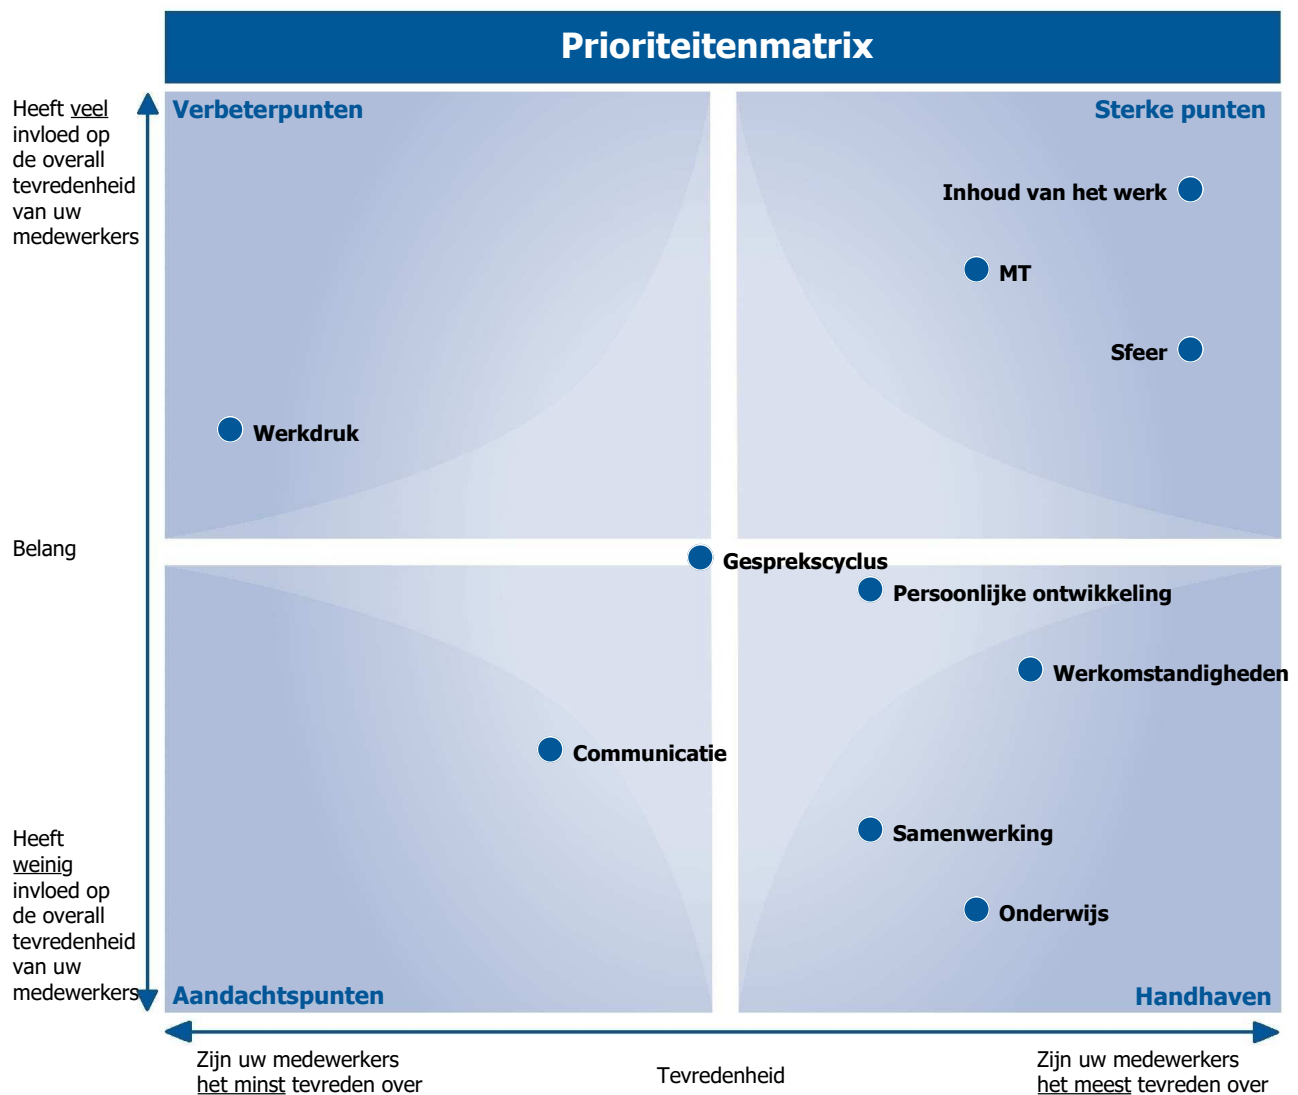 Prioriteitenmatrix
Heeft veel
invloed op
de overall
tevredenheid
van uw
medewerkers
Verbeterpunten
Sterke punten
Inhoud van het werk
MT
Sfeer
Werkdruk
Belang
Gesprekscyclus
Persoonlijke ontwikkeling
Werkomstandigheden
Communicatie
Samenwerking
Onderwijs
Heeft
weinig
invloed op
de overall
tevredenheid
van uw
medewerkers
Aandachtspunten
Handhaven
Zijn uw medewerkers
het minst tevreden over
Tevredenheid
Zijn uw medewerkers
het meest tevreden over